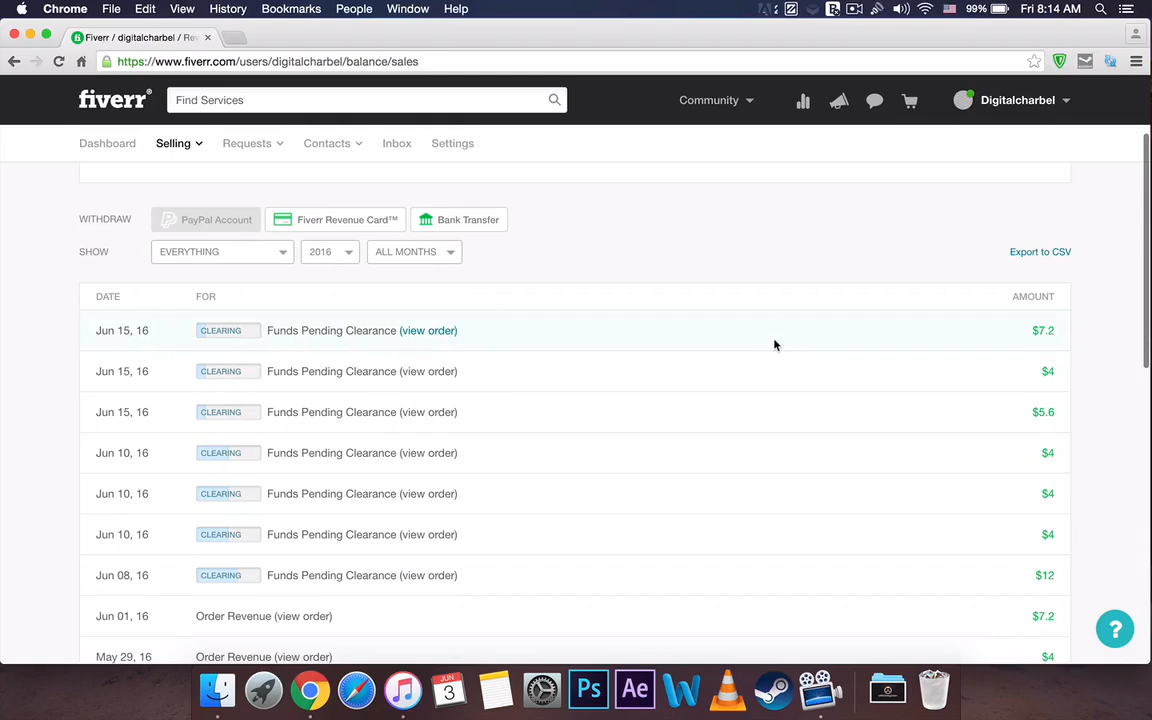 Chrome File Edit View History Bookmarks People Window Help 99% Fri 8:14 AM
Fiverr / digitalcharbel / Rev
https://www.fiverr.com/users/digitalcharbel/balance/sales
fiverr® Find Services Community Digitalcharbel
Dashboard Selling Requests Contacts Inbox Settings
WITHDRAW PayPal Account Fiverr Revenue Card™ Bank Transfer
SHOW EVERYTHING 2016 ALL MONTHS Export to CSV
DATE FOR AMOUNT
Jun 15, 16 CLEARING Funds Pending Clearance (view order) $7.2
Jun 15, 16 CLEARING Funds Pending Clearance (view order) $4
Jun 15, 16 CLEARING Funds Pending Clearance (view order) $5.6
Jun 10, 16 CLEARING Funds Pending Clearance (view order) $4
Jun 10, 16 CLEARING Funds Pending Clearance (view order) $4
Jun 10, 16 CLEARING Funds Pending Clearance (view order) $4
Jun 08, 16 CLEARING Funds Pending Clearance (view order) $12
Jun 01, 16 Order Revenue (view order) $7.2
May 29, 16 Order Revenue (view order) $4
?
JUN
3 Ps Ae W